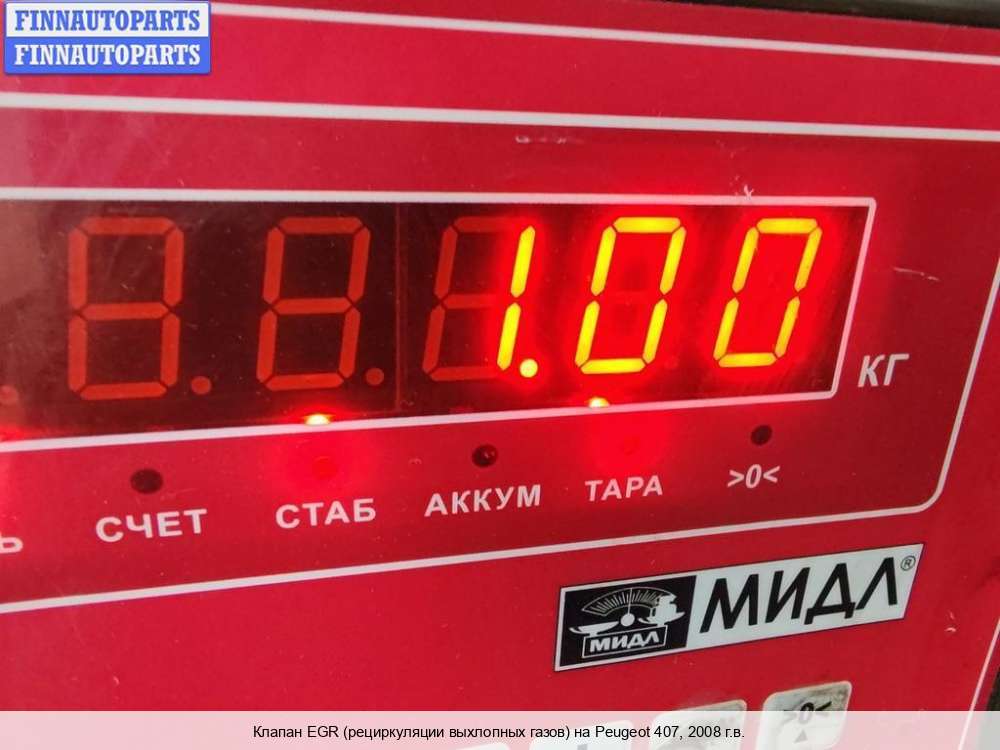 FINNAUTOPARTS
FINNAUTOPARTS
1.00
КГ
Ь СЧЕТ СТАБ АККУМ ТАРА >0<
МИДЛ МИДЛ®
>0<
Клапан EGR (рециркуляции выхлопных газов) на Peugeot 407, 2008 г.в.